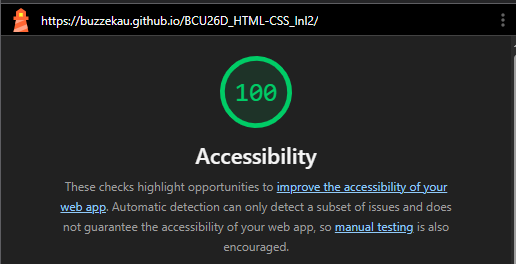 https://buzzekau.github.io/BCU26D_HTML-CSS_Inl2/
100
Accessibility
These checks highlight opportunities to improve the accessibility of your
web app. Automatic detection can only detect a subset of issues and does
not guarantee the accessibility of your web app, so manual testing is also
encouraged.